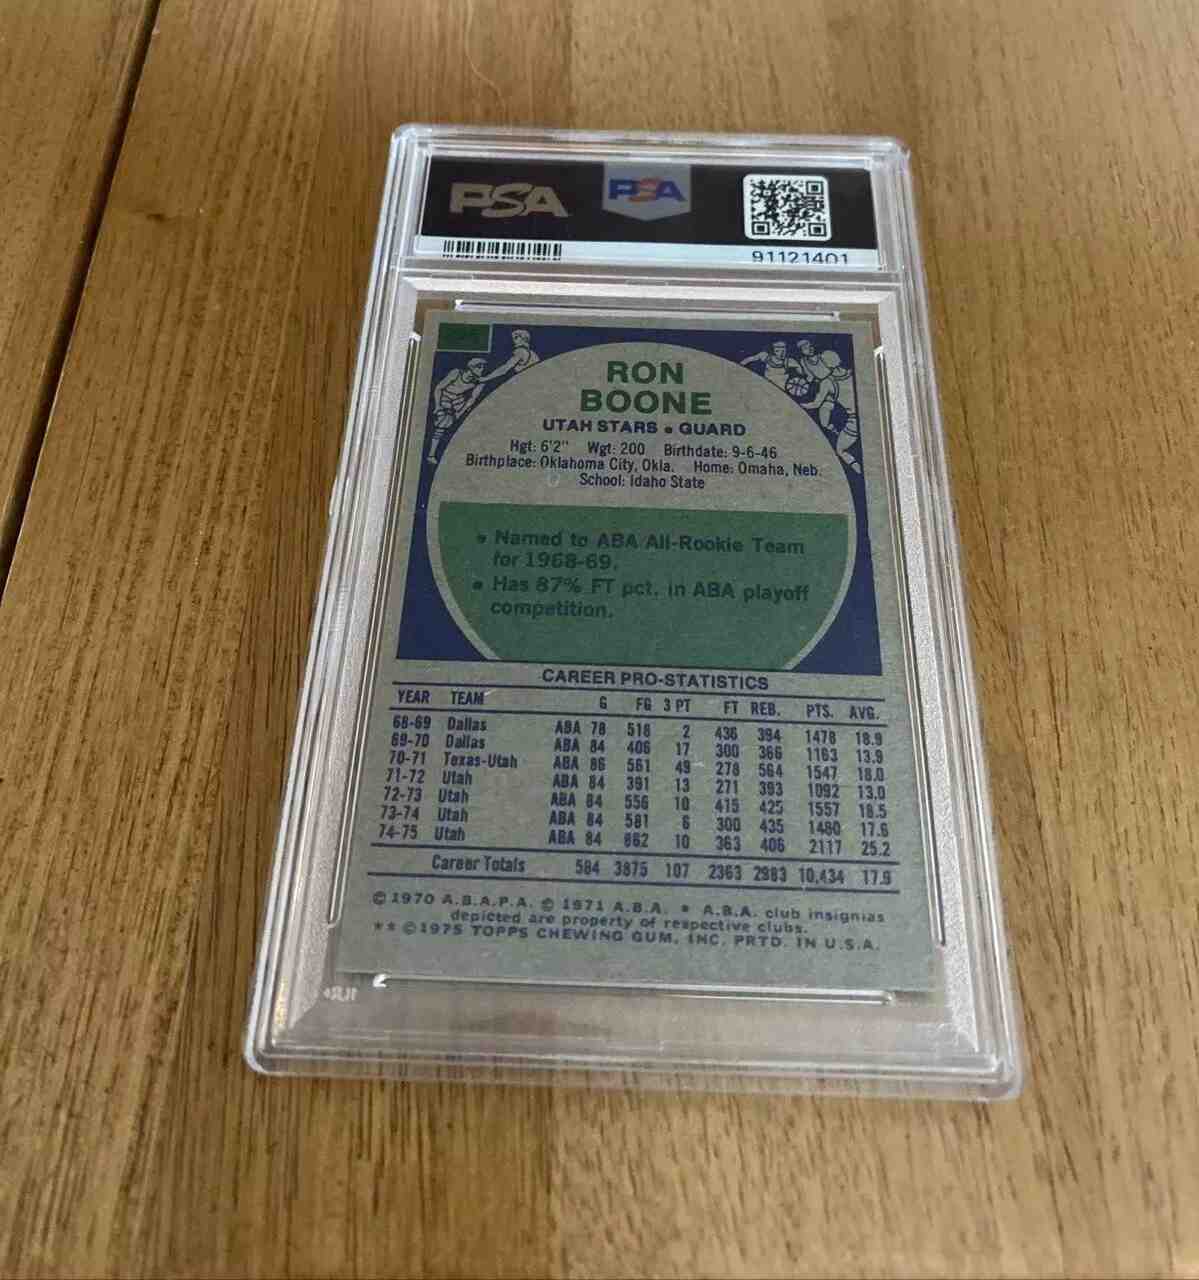 PSA PSA
91121401
RON
BOONE
UTAH STARS • GUARD
Hgt: 6'2" Wgt: 200 Birthdate: 9-6-46
Birthplace: Oklahoma City, Okla. Home: Omaha, Neb.
School: Idaho State
• Named to ABA All-Rookie Team
for 1968-69.
• Has 87% FT pct. in ABA playoff
competition.
CAREER PRO-STATISTICS
YEAR TEAM G FG 3 PT FT REB. PTS. AVG.
68-69 Dallas ABA 78 518 2 436 394 1478 18.9
69-70 Dallas ABA 84 406 17 300 366 1163 13.9
70-71 Texas-Utah ABA 86 561 49 278 564 1547 18.0
71-72 Utah ABA 84 391 13 271 393 1092 13.0
72-73 Utah ABA 84 556 10 415 425 1557 18.5
73-74 Utah ABA 84 581 6 300 435 1480 17.6
74-75 Utah ABA 84 862 10 363 406 2117 25.2
Career Totals 584 3875 107 2363 2983 10,434 17.9
© 1970 A.B.A.P.A. © 1971 A.B.A. • A.B.A. club insignias
depicted are property of respective clubs.
** © 1975 TOPPS CHEWING GUM, INC. PRTD. IN U.S.A.